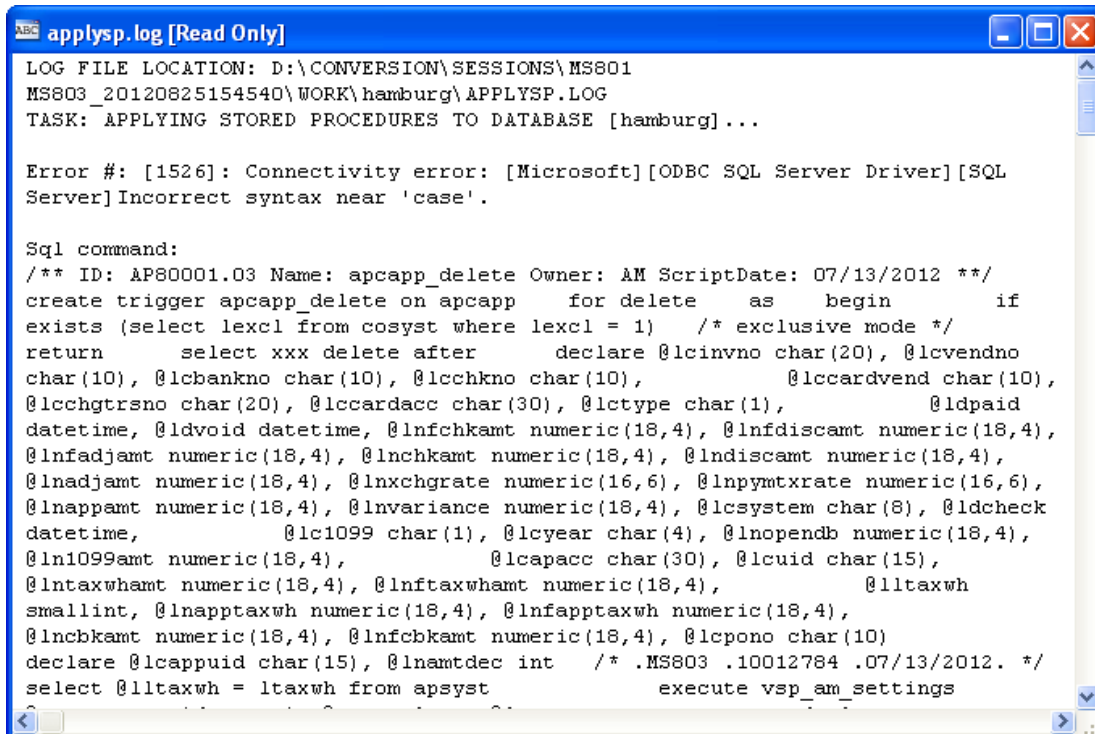 applysp.log [Read Only]
LOG FILE LOCATION: D:\CONVERSION\SESSIONS\MS801
MS803_20120825154540\WORK\hamburg\APPLYSP.LOG
TASK: APPLYING STORED PROCEDURES TO DATABASE [hamburg]...
Error #: [1526]: Connectivity error: [Microsoft][ODBC SQL Server Driver][SQL
Server]Incorrect syntax near 'case'.
Sql command:
/** ID: AP80001.03 Name: apcapp_delete Owner: AM ScriptDate: 07/13/2012 **/
create trigger apcapp_delete on apcapp    for delete    as    begin        if
exists (select lexcl from cosyst where lexcl = 1)   /* exclusive mode */
return      select xxx delete after      declare @lcinvno char(20), @lcvendno
char(10), @lcbankno char(10), @lcchkno char(10),            @lccardvend char(10),
@lcchgtrsno char(20), @lccardacc char(30), @lctype char(1),            @ldpaid
datetime, @ldvoid datetime, @lnfchkamt numeric(18,4), @lnfdiscamt numeric(18,4),
@lnfadjamt numeric(18,4), @lnchkamt numeric(18,4), @lndiscamt numeric(18,4),
@lnadjamt numeric(18,4), @lnxchgrate numeric(16,6), @lnpymtxrate numeric(16,6),
@lnappamt numeric(18,4), @lnvariance numeric(18,4), @lcsystem char(8), @ldcheck
datetime,            @lc1099 char(1), @lcyear char(4), @lnopendb numeric(18,4),
@ln1099amt numeric(18,4),            @lcapacc char(30), @lcuid char(15),
@lntaxwhamt numeric(18,4), @lnftaxwhamt numeric(18,4),            @lltaxwh
smallint, @lnapptaxwh numeric(18,4), @lnfapptaxwh numeric(18,4),
@lncbkamt numeric(18,4), @lnfcbkamt numeric(18,4), @lcpono char(10)
declare @lcappuid char(15), @lnamtdec int   /* .MS803 .10012784 .07/13/2012. */
select @lltaxwh = ltaxwh from apsyst            execute vsp_am_settings